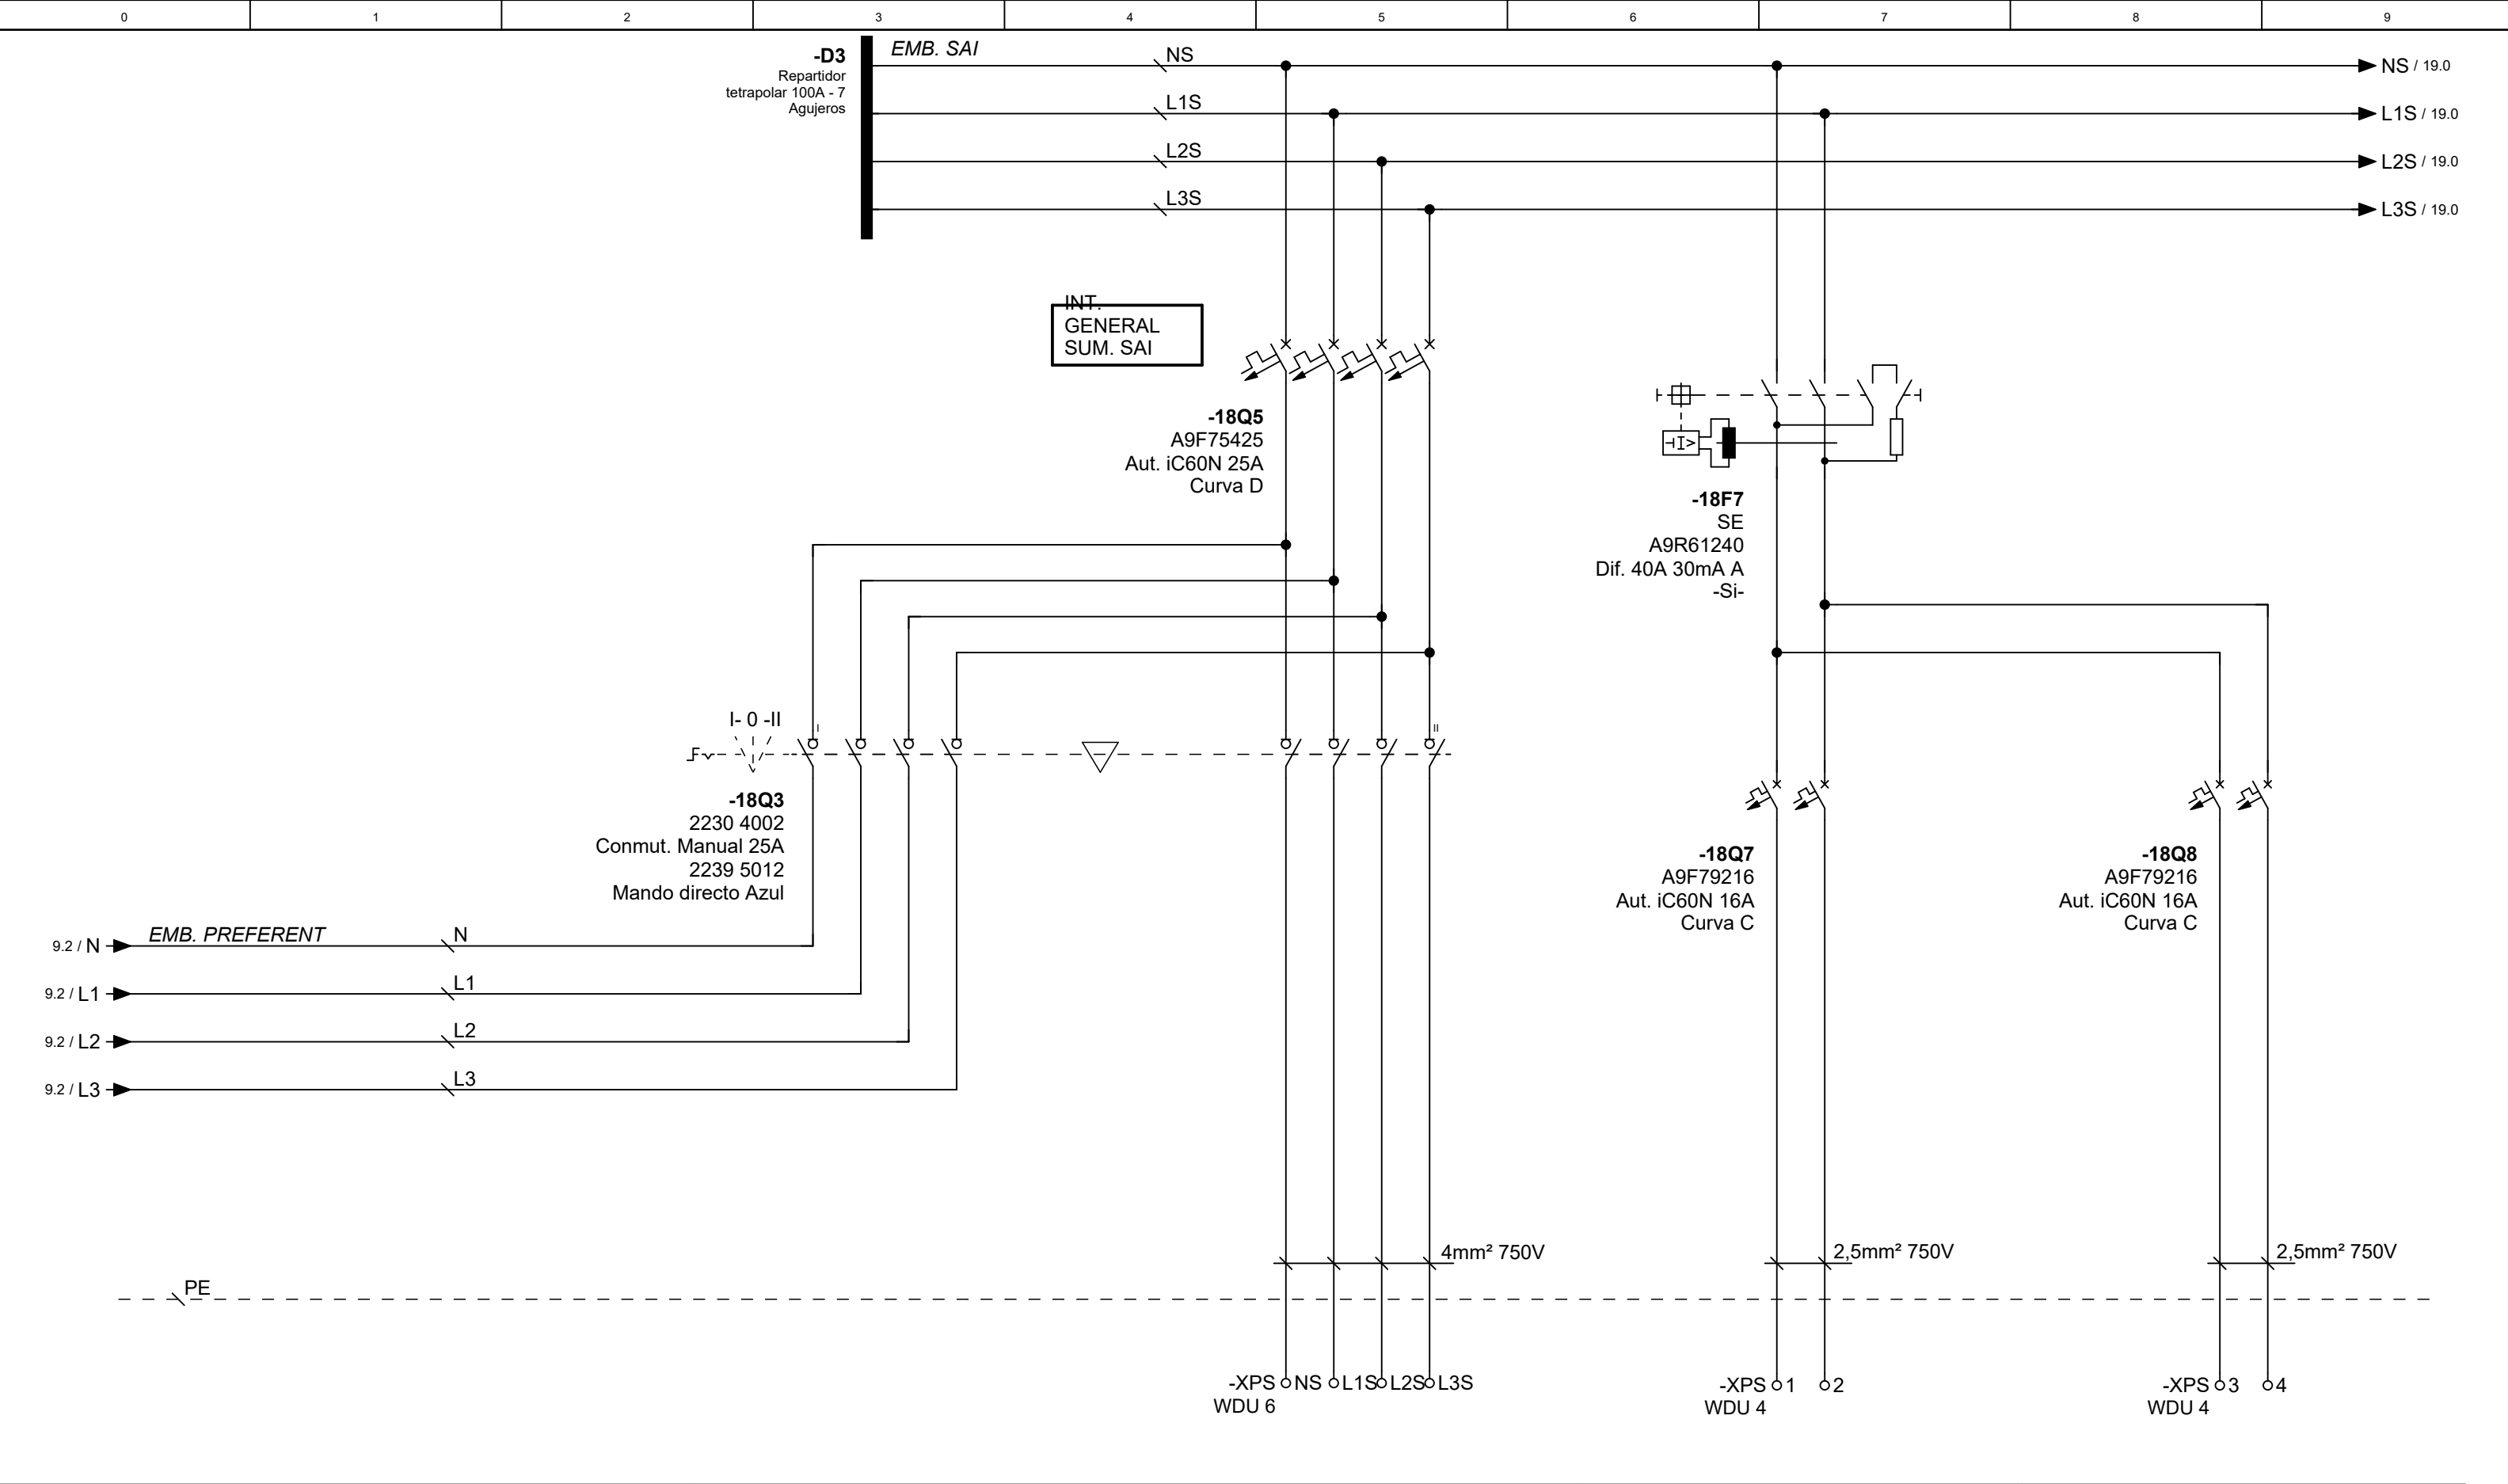 0 1 2 3 4 5 6 7 8 9
-D3
Repartidor
tetrapolar 100A - 7
Agujeros
EMB. SAI
NS
L1S
L2S
L3S
NS / 19.0
L1S / 19.0
L2S / 19.0
L3S / 19.0
INT.
GENERAL
SUM. SAI
-18Q5
A9F75425
Aut. iC60N 25A
Curva D
I>
-18F7
SE
A9R61240
Dif. 40A 30mA A
-Si-
I- 0 -II
I
II
-18Q3
2230 4002
Conmut. Manual 25A
2239 5012
Mando directo Azul
-18Q7
A9F79216
Aut. iC60N 16A
Curva C
-18Q8
A9F79216
Aut. iC60N 16A
Curva C
9.2 / N
EMB. PREFERENT
N
9.2 / L1
L1
9.2 / L2
L2
9.2 / L3
L3
4mm² 750V
2,5mm² 750V
2,5mm² 750V
PE
-XPS NS L1S L2S L3S
WDU 6
-XPS 1 2
WDU 4
-XPS 3 4
WDU 4